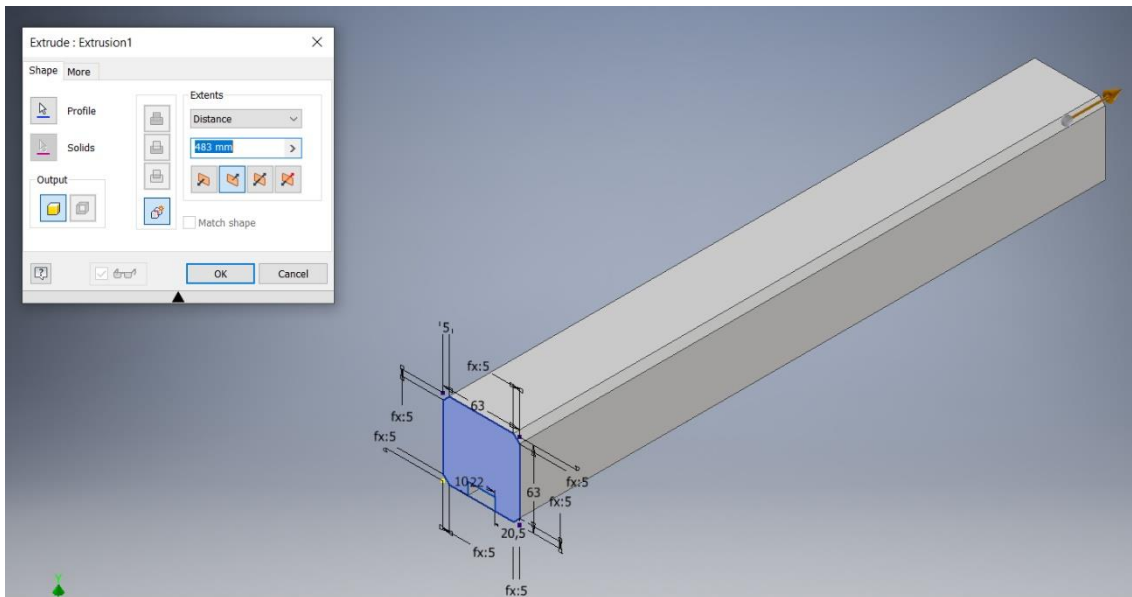 Extrude : Extrusion1
Shape More
Profile
Solids
Output
Extents
Distance
483 mm
Match shape
OK Cancel
5
fx:5
63
fx:5
fx:5
fx:5
10 22
63
fx:5
20,5
fx:5
fx:5
Y